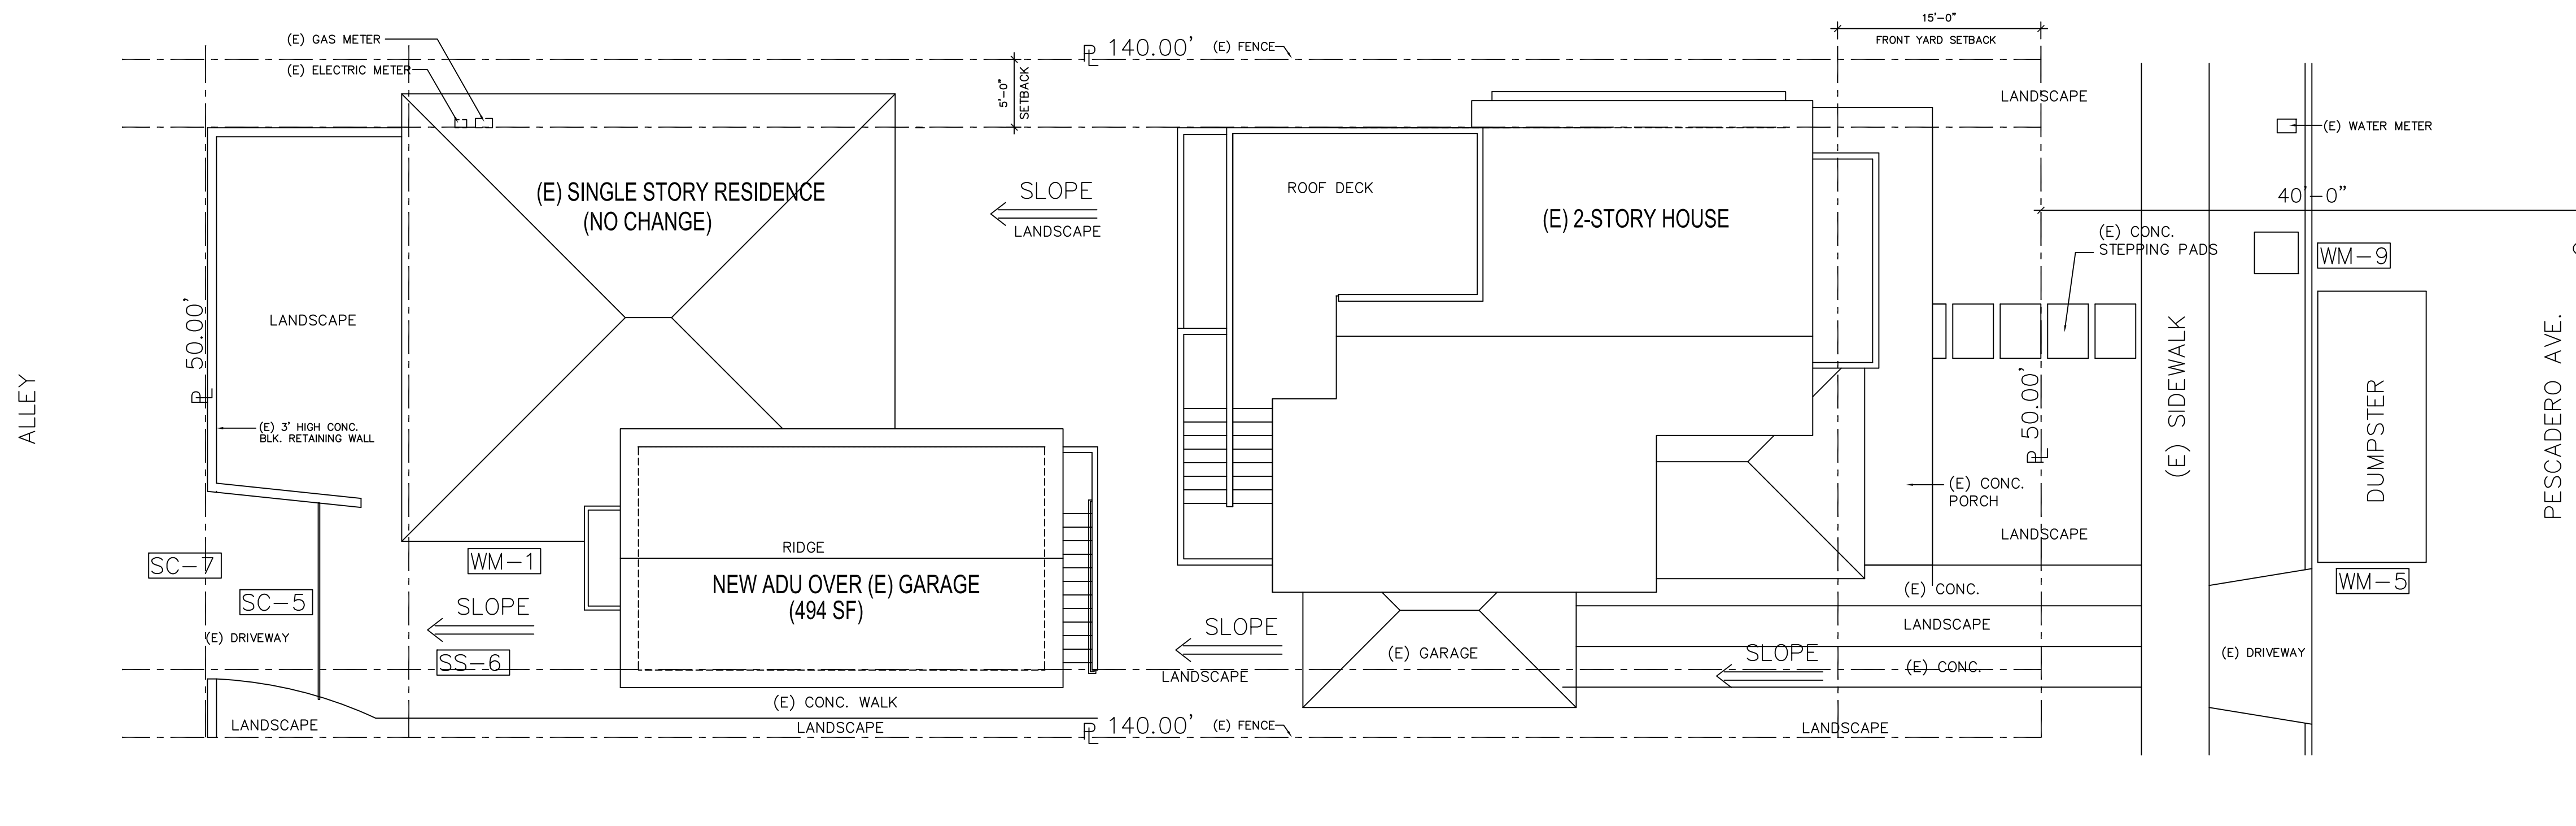 15'-0"
FRONT YARD SETBACK
(E) GAS METER
(E) ELECTRIC METER
PL 140.00'
(E) FENCE
5'-0"
SETBACK
LANDSCAPE
(E) WATER METER
(E) SINGLE STORY RESIDENCE
(NO CHANGE)
SLOPE
LANDSCAPE
ROOF DECK
(E) 2-STORY HOUSE
40'-0"
(E) CONC.
STEPPING PADS
WM-9
PL 50.00'
LANDSCAPE
ALLEY
(E) 3' HIGH CONC.
BLK. RETAINING WALL
PL 50.00'
(E) SIDEWALK
DUMPSTER
PESCADERO AVE.
(E) CONC.
PORCH
LANDSCAPE
SC-7
WM-1
RIDGE
NEW ADU OVER (E) GARAGE
(494 SF)
WM-5
SC-5
SLOPE
(E) CONC.
(E) DRIVEWAY
SLOPE
LANDSCAPE
SS-6
(E) GARAGE
SLOPE
(E) CONC.
(E) DRIVEWAY
LANDSCAPE
(E) CONC. WALK
LANDSCAPE
LANDSCAPE
PL 140.00'
(E) FENCE
LANDSCAPE